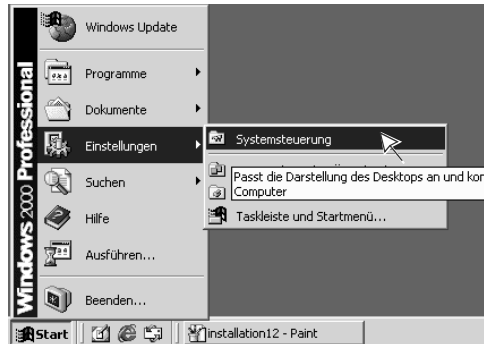 Windows 2000 Professional
Windows Update
Programme
Dokumente
Einstellungen
Suchen
Hilfe
Ausführen...
Beenden...
Systemsteuerung
Passt die Darstellung des Desktops an und kon
Computer
Taskleiste und Startmenü...
Start
installation12 - Paint